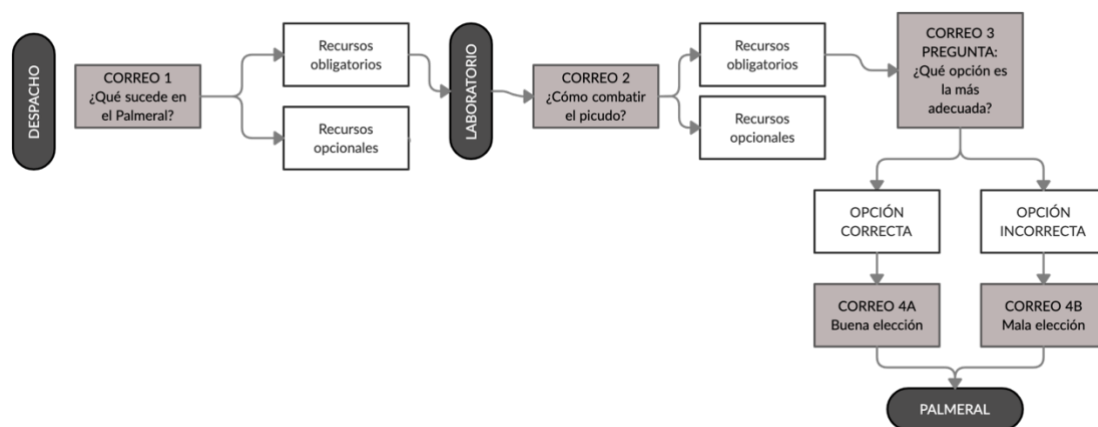 DESPACHO
CORREO 1
¿Qué sucede en
el Palmeral?
Recursos
obligatorios
Recursos
opcionales
LABORATORIO
CORREO 2
¿Cómo combatir
el picudo?
Recursos
obligatorios
Recursos
opcionales
CORREO 3
PREGUNTA:
¿Qué opción es
la más
adecuada?
OPCIÓN
CORRECTA
OPCIÓN
INCORRECTA
CORREO 4A
Buena elección
CORREO 4B
Mala elección
PALMERAL